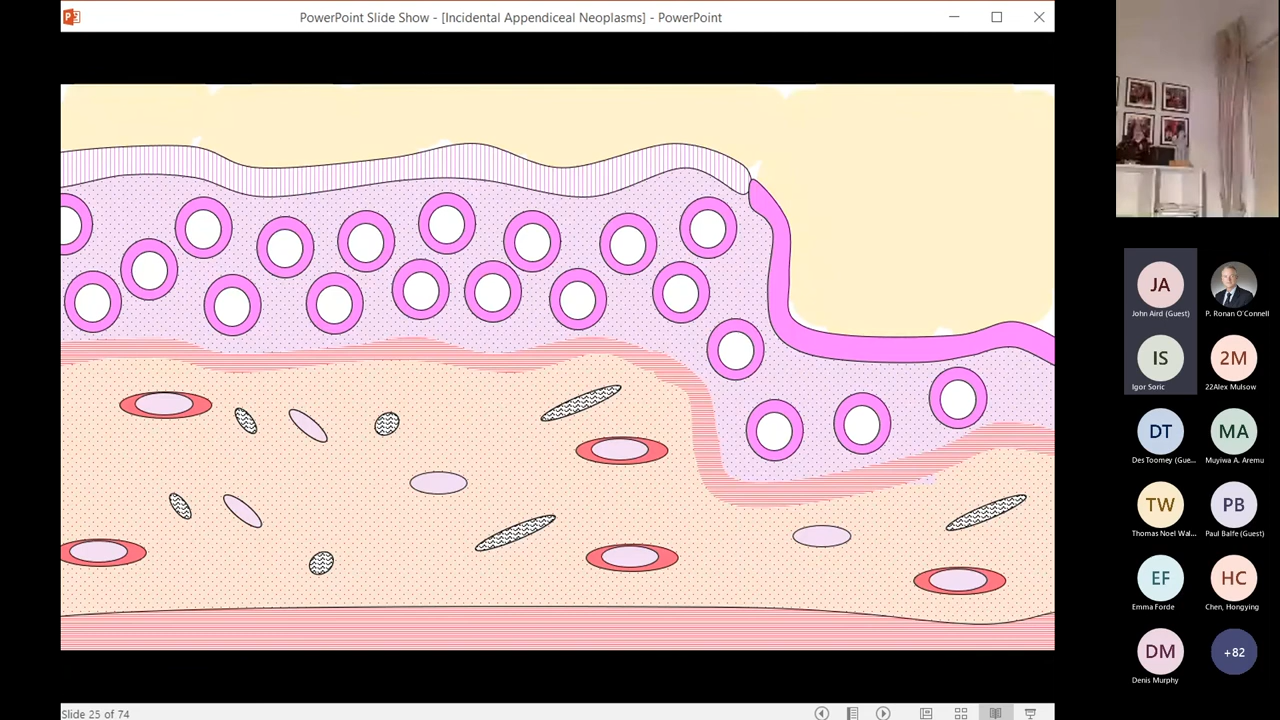 PowerPoint Slide Show - [Incidental Appendiceal Neoplasms] - PowerPoint
JA
John Aird (Guest)
P. Ronan O'Connell
IS
Igor Soric
2M
22Alex Mulsow
DT
Des Toomey (Gue...
MA
Muyiwa A. Aremu
TW
Thomas Noel Wal...
PB
Paul Balfe (Guest)
EF
Emma Forde
HC
Chen, Hongying
DM
Denis Murphy
+82
Slide 25 of 74